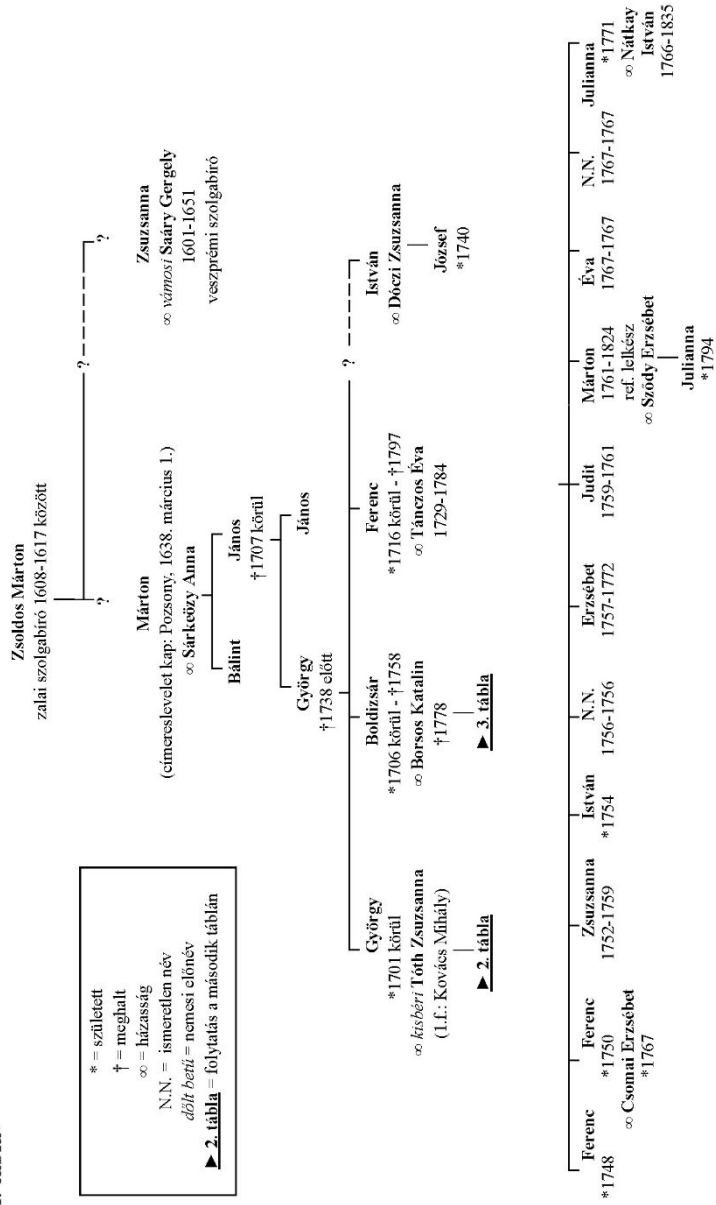 * = született
† = meghalt
∞ = házasság
N.N. = ismeretlen név
dőlt betű = nemesi előnév
► 2. tábla = folytatás a második táblán
Zsoldos Márton
zalai szolgabíró 1608-1617 között
?
?
?
Márton
(címereslevelet kap: Pozsony, 1638. március 1.)
∞ Sárkeözy Anna
Zsuzsanna
∞ vámosi Saáry Gergely
1601-1651
veszprémi szolgabíró
Bálint
János
†1707 körül
György
†1738 előtt
János
?
György
*1701 körül
∞ kisbéri Tóth Zsuzsanna
(1.f.: Kovács Mihály)
► 2. tábla
Boldizsár
*1706 körül - †1758
∞ Borsos Katalin
†1778
► 3. tábla
Ferenc
*1716 körül - †1797
∞ Tánczos Éva
1729-1784
István
∞ Dóczi Zsuzsanna
József
*1740
Ferenc
*1748
Ferenc
*1750
∞ Csomai Erzsébet
*1767
Zsuzsanna
1752-1759
István
*1754
N.N.
1756-1756
Erzsébet
1757-1772
Judit
1759-1761
Márton
1761-1824
ref. lelkész
∞ Sződy Erzsébet
Julianna
*1794
Éva
1767-1767
N.N.
1767-1767
Julianna
*1771
∞ Nátkay
István
1766-1835